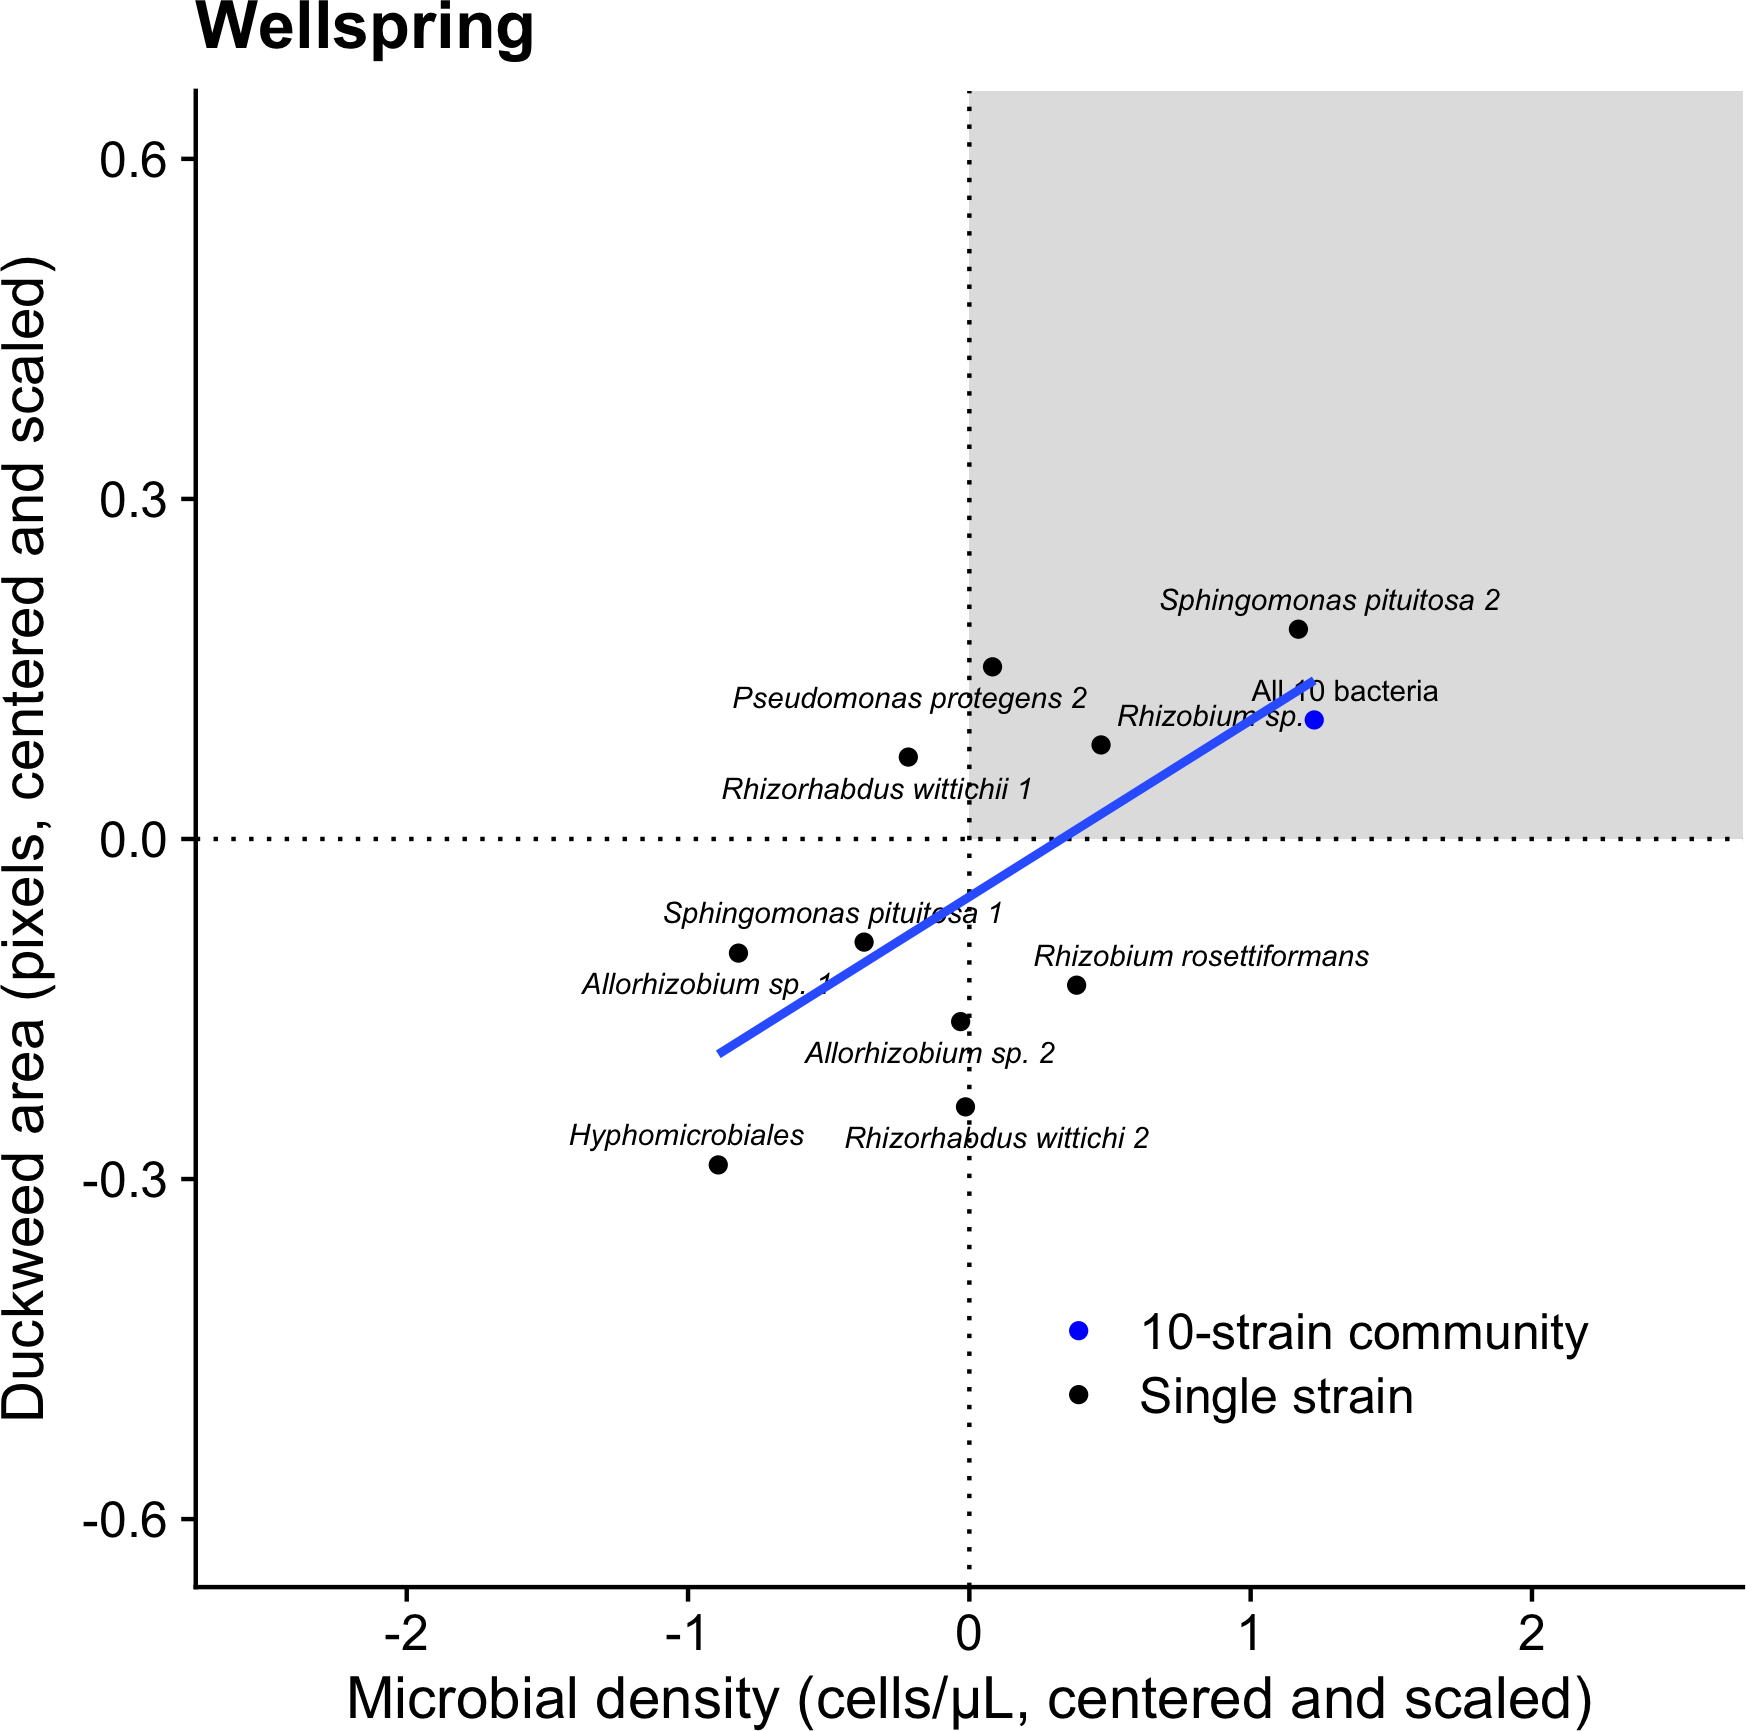 Wellspring
Duckweed area (pixels, centered and scaled)
0.6
0.3
0.0
-0.3
-0.6
Sphingomonas pituitosa 2
All 10 bacteria
Pseudomonas protegens 2
Rhizobium sp.
Rhizorhabdus wittichii 1
Sphingomonas pituitosa 1
Rhizobium rosettiformans
Allorhizobium sp. 1
Allorhizobium sp. 2
Hyphomicrobiales
Rhizorhabdus wittichi 2
10-strain community
Single strain
-2
-1
0
1
2
Microbial density (cells/µL, centered and scaled)